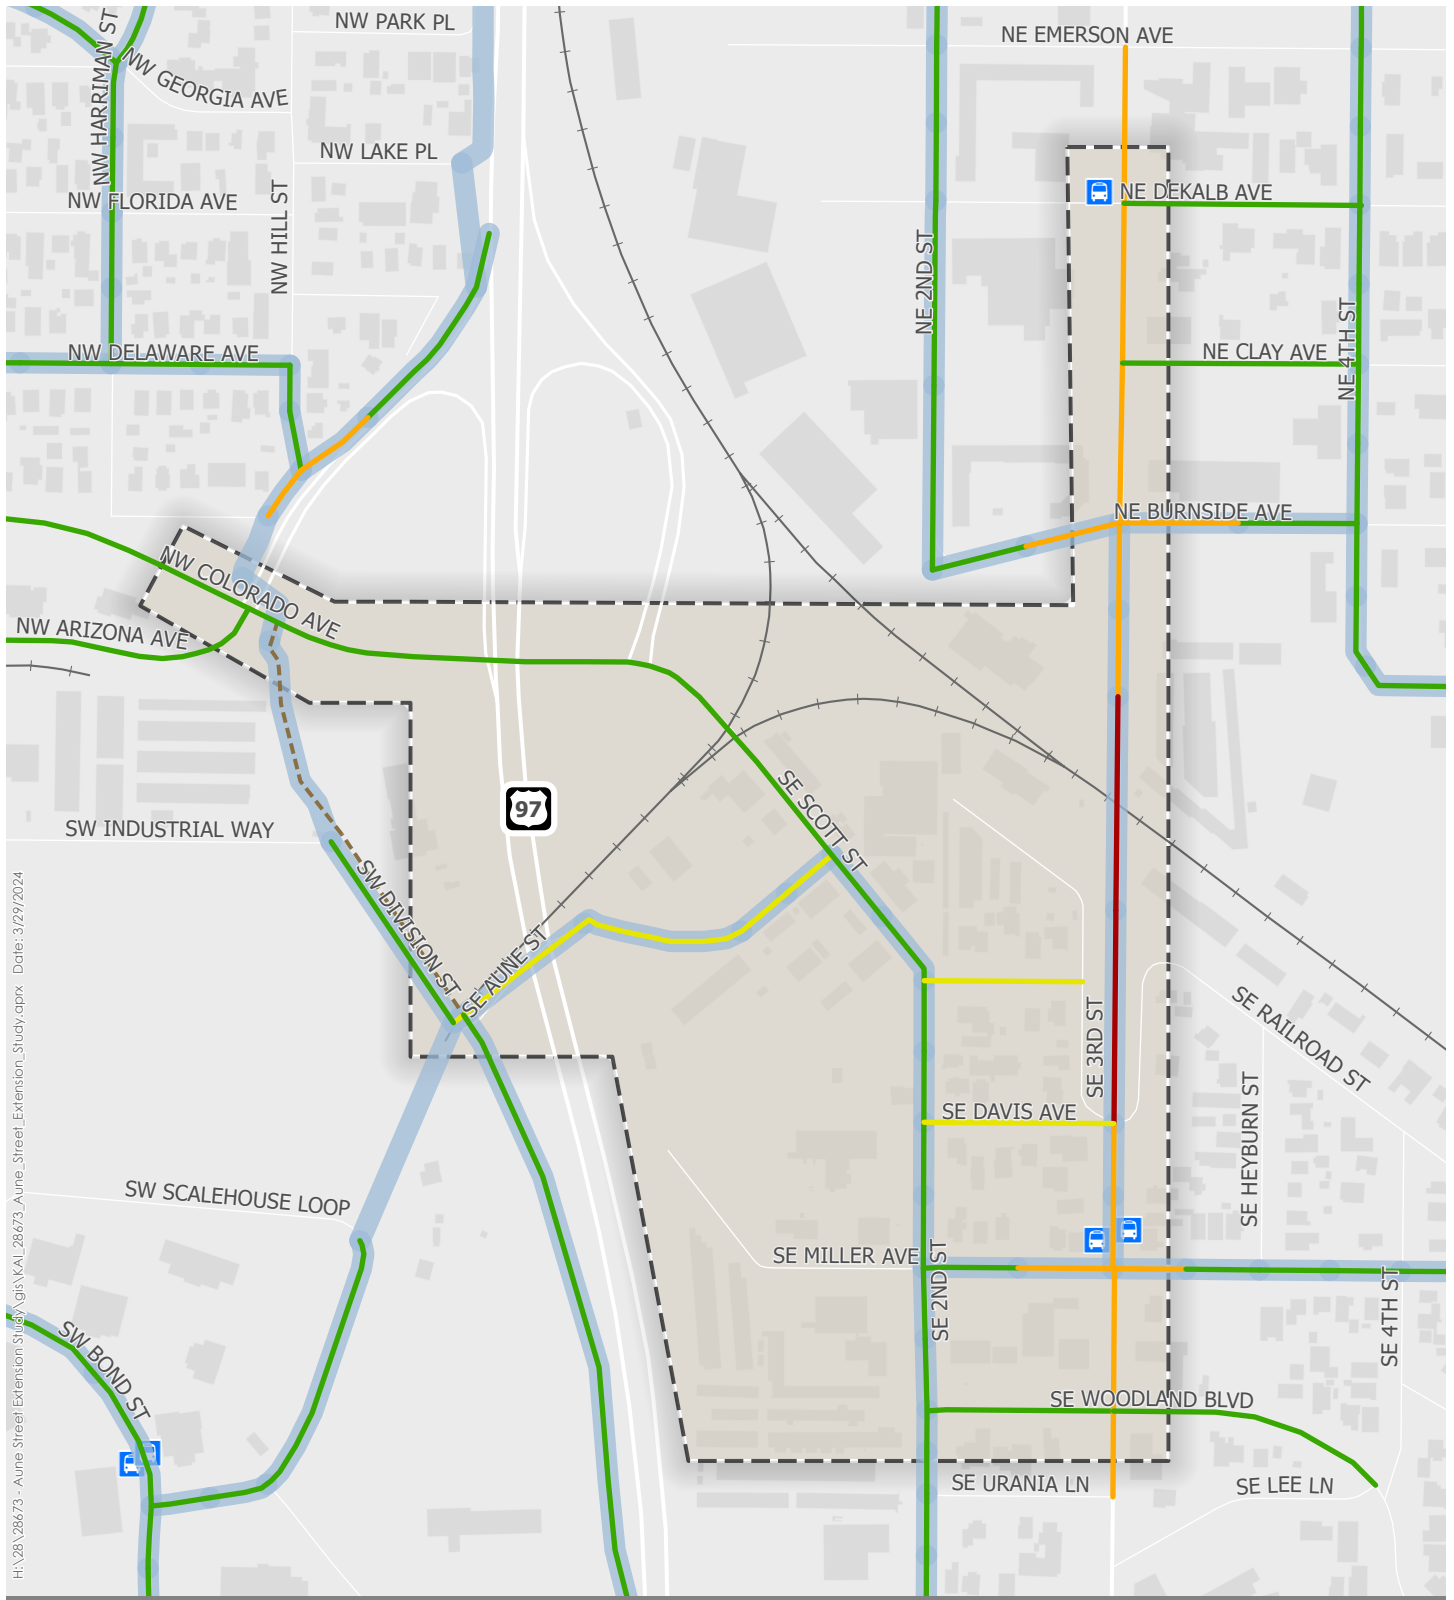 NW PARK PL
NE EMERSON AVE
NW HARRIMAN ST
NW GEORGIA AVE
NW LAKE PL
NE DEKALB AVE
NW FLORIDA AVE
NW HILL ST
NE 2ND ST
NW DELAWARE AVE
NE CLAY AVE
NE 4TH ST
NE BURNSIDE AVE
NW COLORADO AVE
NW ARIZONA AVE
97
SE SCOTT ST
SW INDUSTRIAL WAY
SW DIVISION ST
SE AUNE ST
SE 3RD ST
SE RAILROAD ST
SE DAVIS AVE
SE HEYBURN ST
SW SCALEHOUSE LOOP
SE MILLER AVE
SE 2ND ST
SE 4TH ST
SW BOND ST
SE WOODLAND BLVD
SE URANIA LN
SE LEE LN
H:\28\28673 - Aune Street Extension Study\gis\KAI_28673_Aune_Street_Extension_Study.aprx Date: 3/29/2024